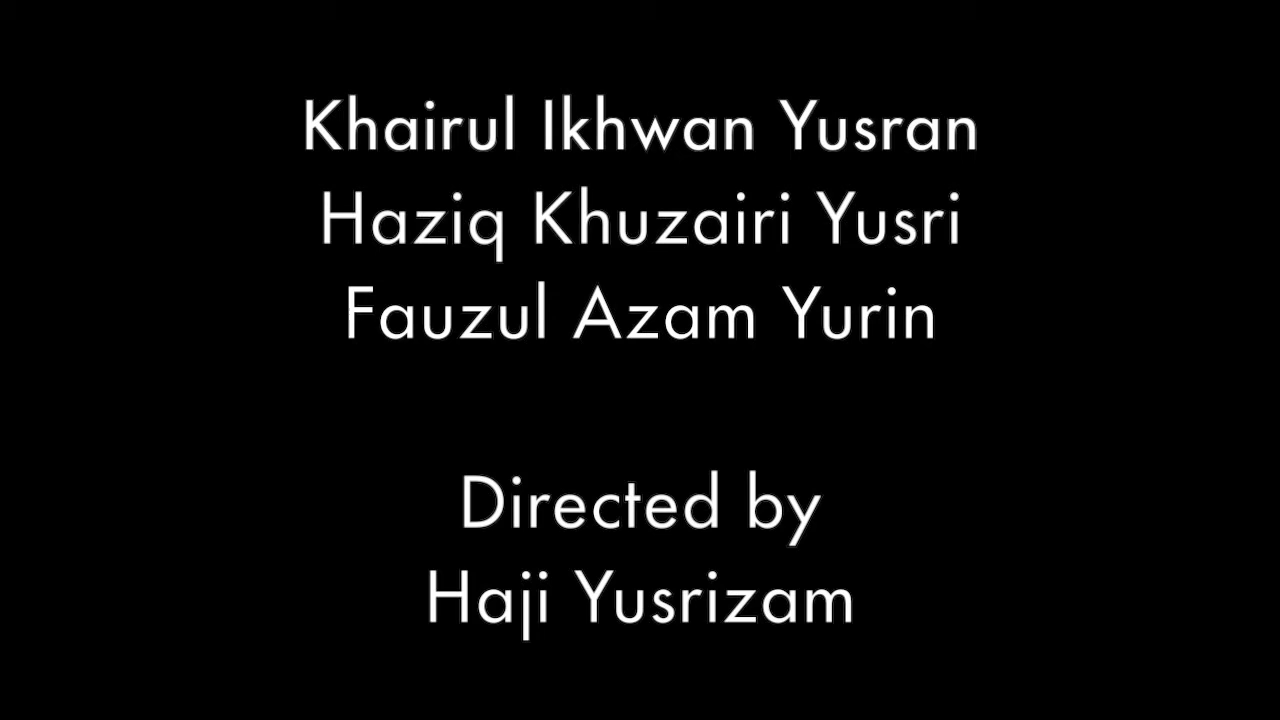 Khairul Ikhwan Yusran
Haziq Khuzairi Yusri
Fauzul Azam Yurin
Directed by
Haji Yusrizam